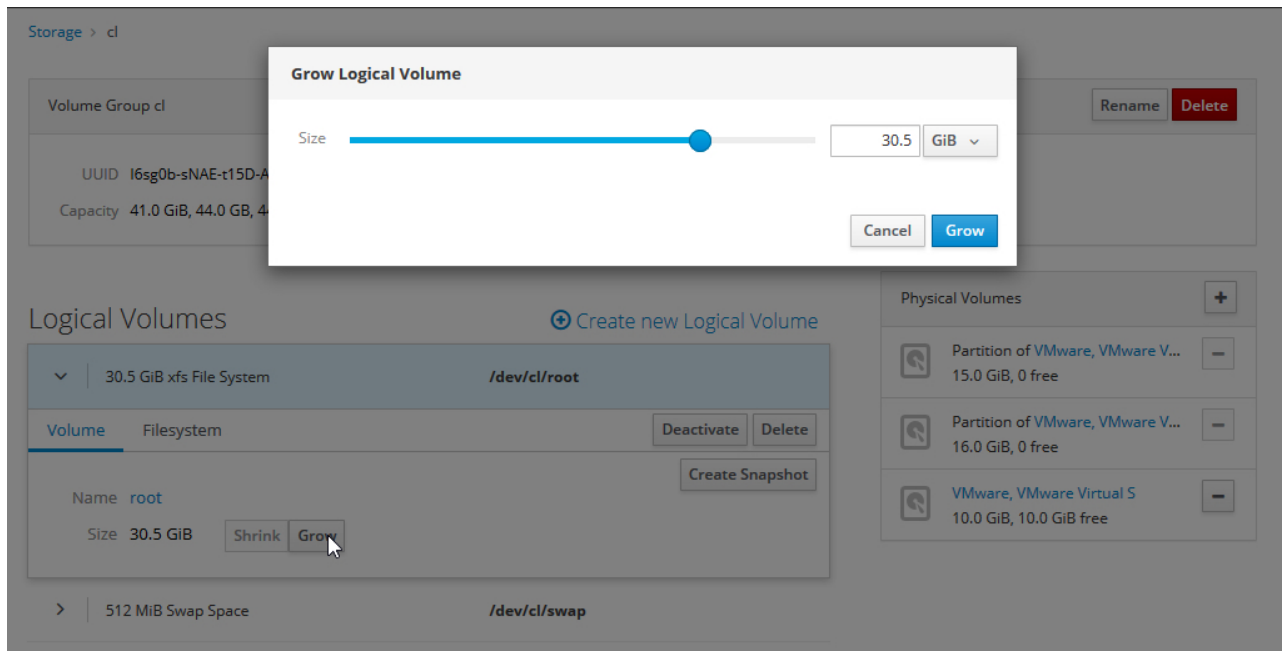 Storage > cl
Grow Logical Volume
Volume Group cl
Rename Delete
Size 30.5 GiB
UUID l6sg0b-sNAE-t15D-A
Capacity 41.0 GiB, 44.0 GB, 4
Cancel Grow
Logical Volumes
Create new Logical Volume
30.5 GiB xfs File System /dev/cl/root
Volume Filesystem Deactivate Delete
Create Snapshot
Name root
Size 30.5 GiB Shrink Grow
512 MiB Swap Space /dev/cl/swap
Physical Volumes
Partition of VMware, VMware V...
15.0 GiB, 0 free
Partition of VMware, VMware V...
16.0 GiB, 0 free
VMware, VMware Virtual S
10.0 GiB, 10.0 GiB free